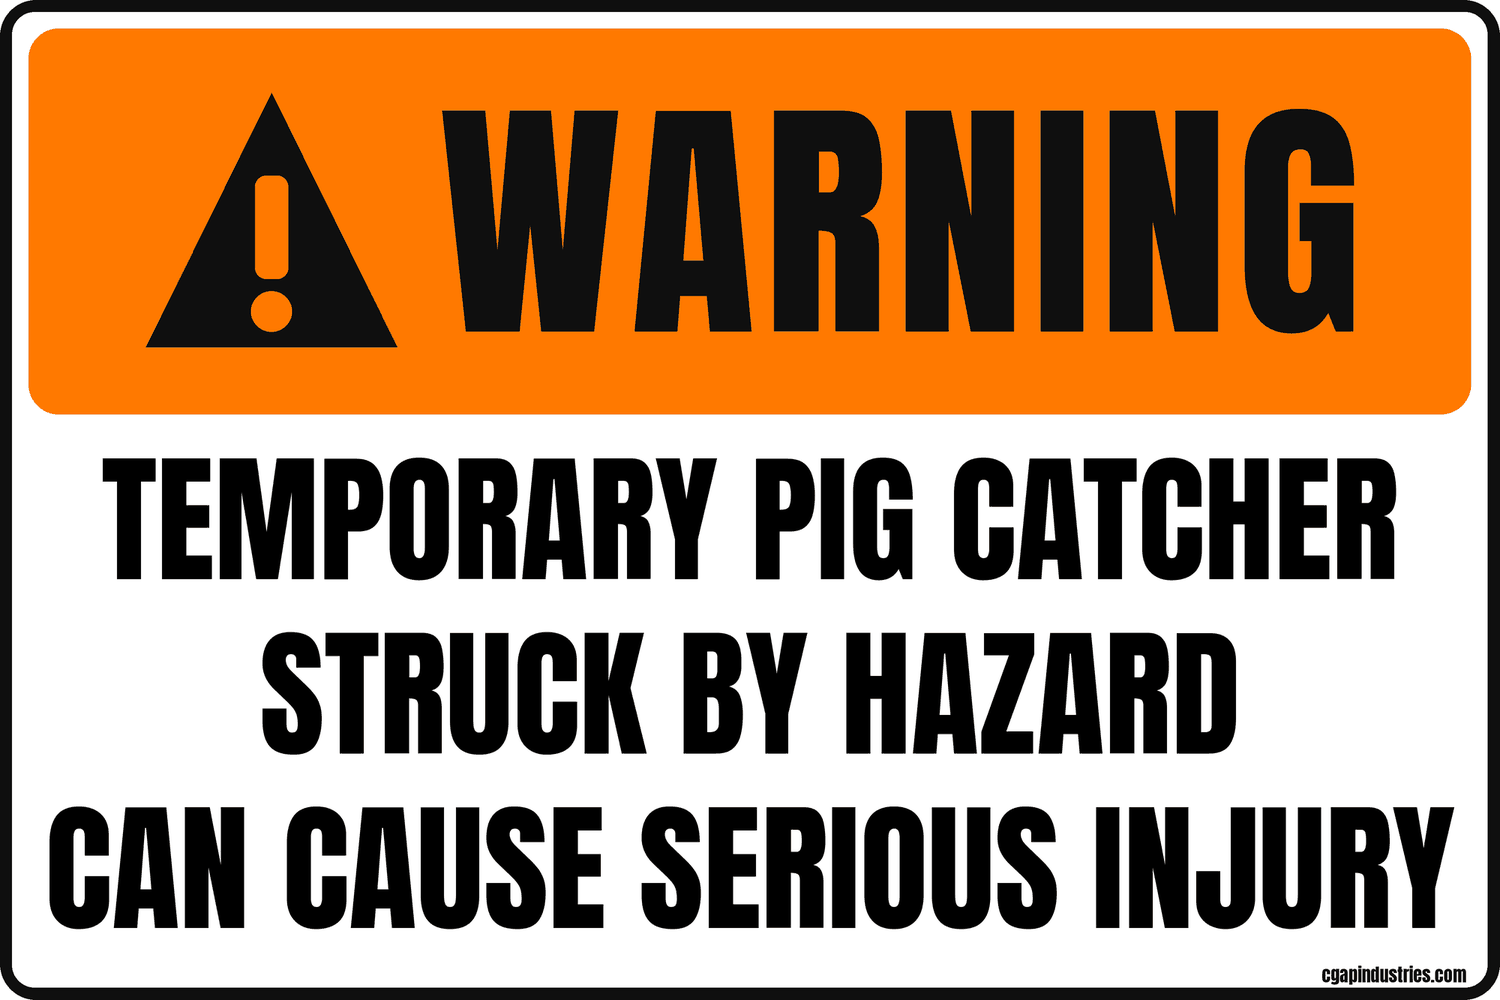 WARNING
TEMPORARY PIG CATCHER
STRUCK BY HAZARD
CAN CAUSE SERIOUS INJURY
cgapindustries.com